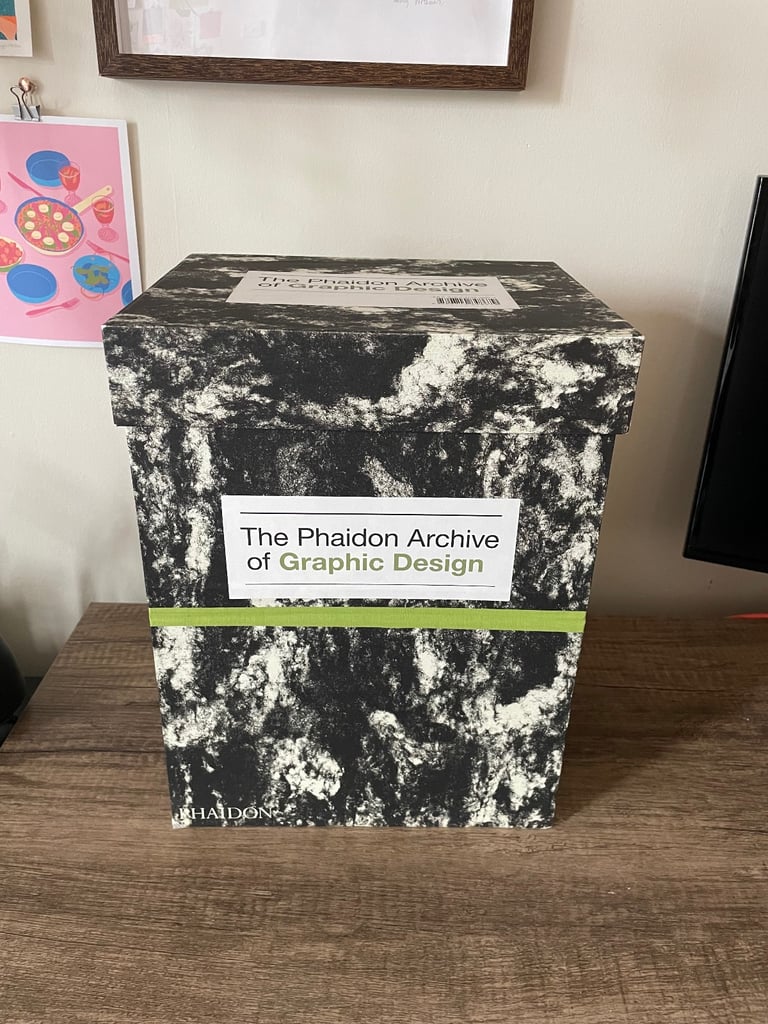 The Phaidon Archive
of Graphic Design
The Phaidon Archive
of Graphic Design
PHAIDON